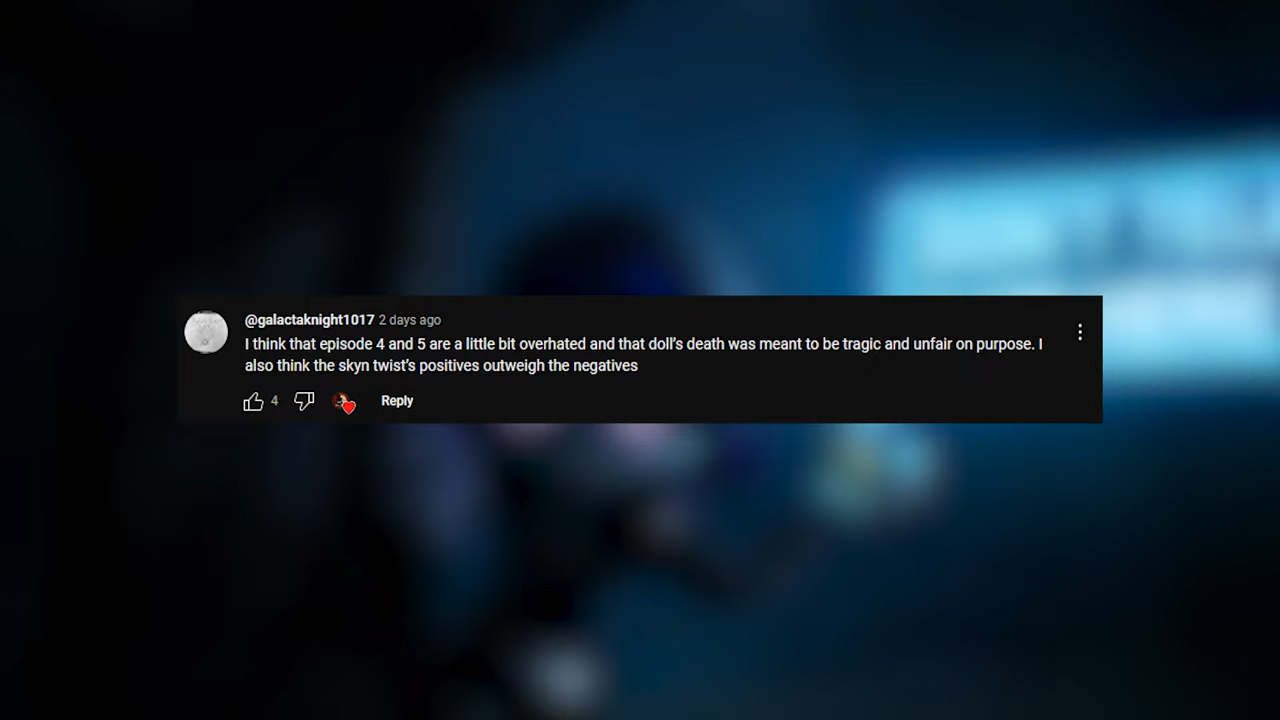 @galactaknight1017 2 days ago
I think that episode 4 and 5 are a little bit overhated and that doll's death was meant to be tragic and unfair on purpose. I
also think the skyn twist's positives outweigh the negatives
4 Reply